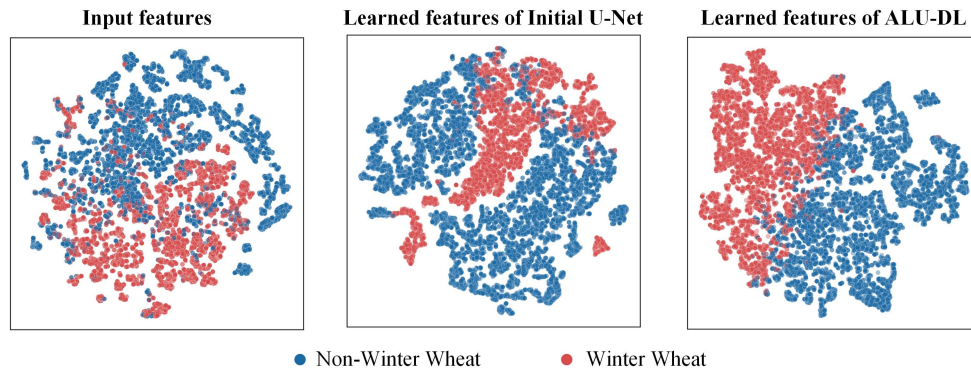 Input features
Learned features of Initial U-Net
Learned features of ALU-DL
Non-Winter Wheat
Winter Wheat